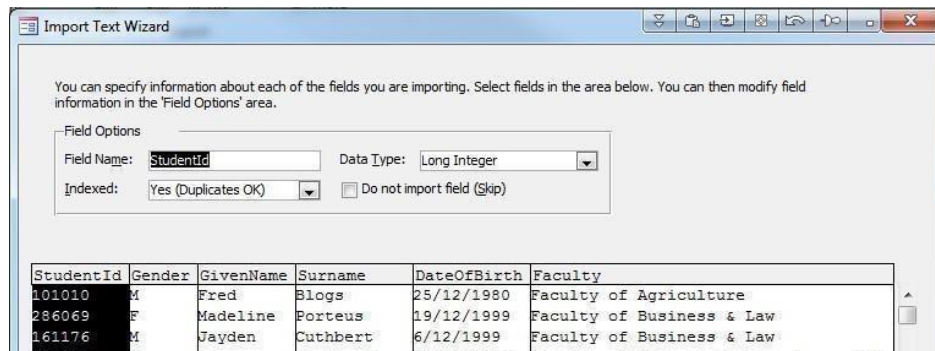 Import Text Wizard
You can specify information about each of the fields you are importing. Select fields in the area below. You can then modify field
information in the 'Field Options' area.
Field Options
Field Name: StudentId Data Type: Long Integer
Indexed: Yes (Duplicates OK) Do not import field (Skip)
StudentId Gender GivenName Surname DateOfBirth Faculty
101010 M Fred Blogs 25/12/1980 Faculty of Agriculture
286069 F Madeline Porteus 19/12/1999 Faculty of Business & Law
161176 M Jayden Cuthbert 6/12/1999 Faculty of Business & Law